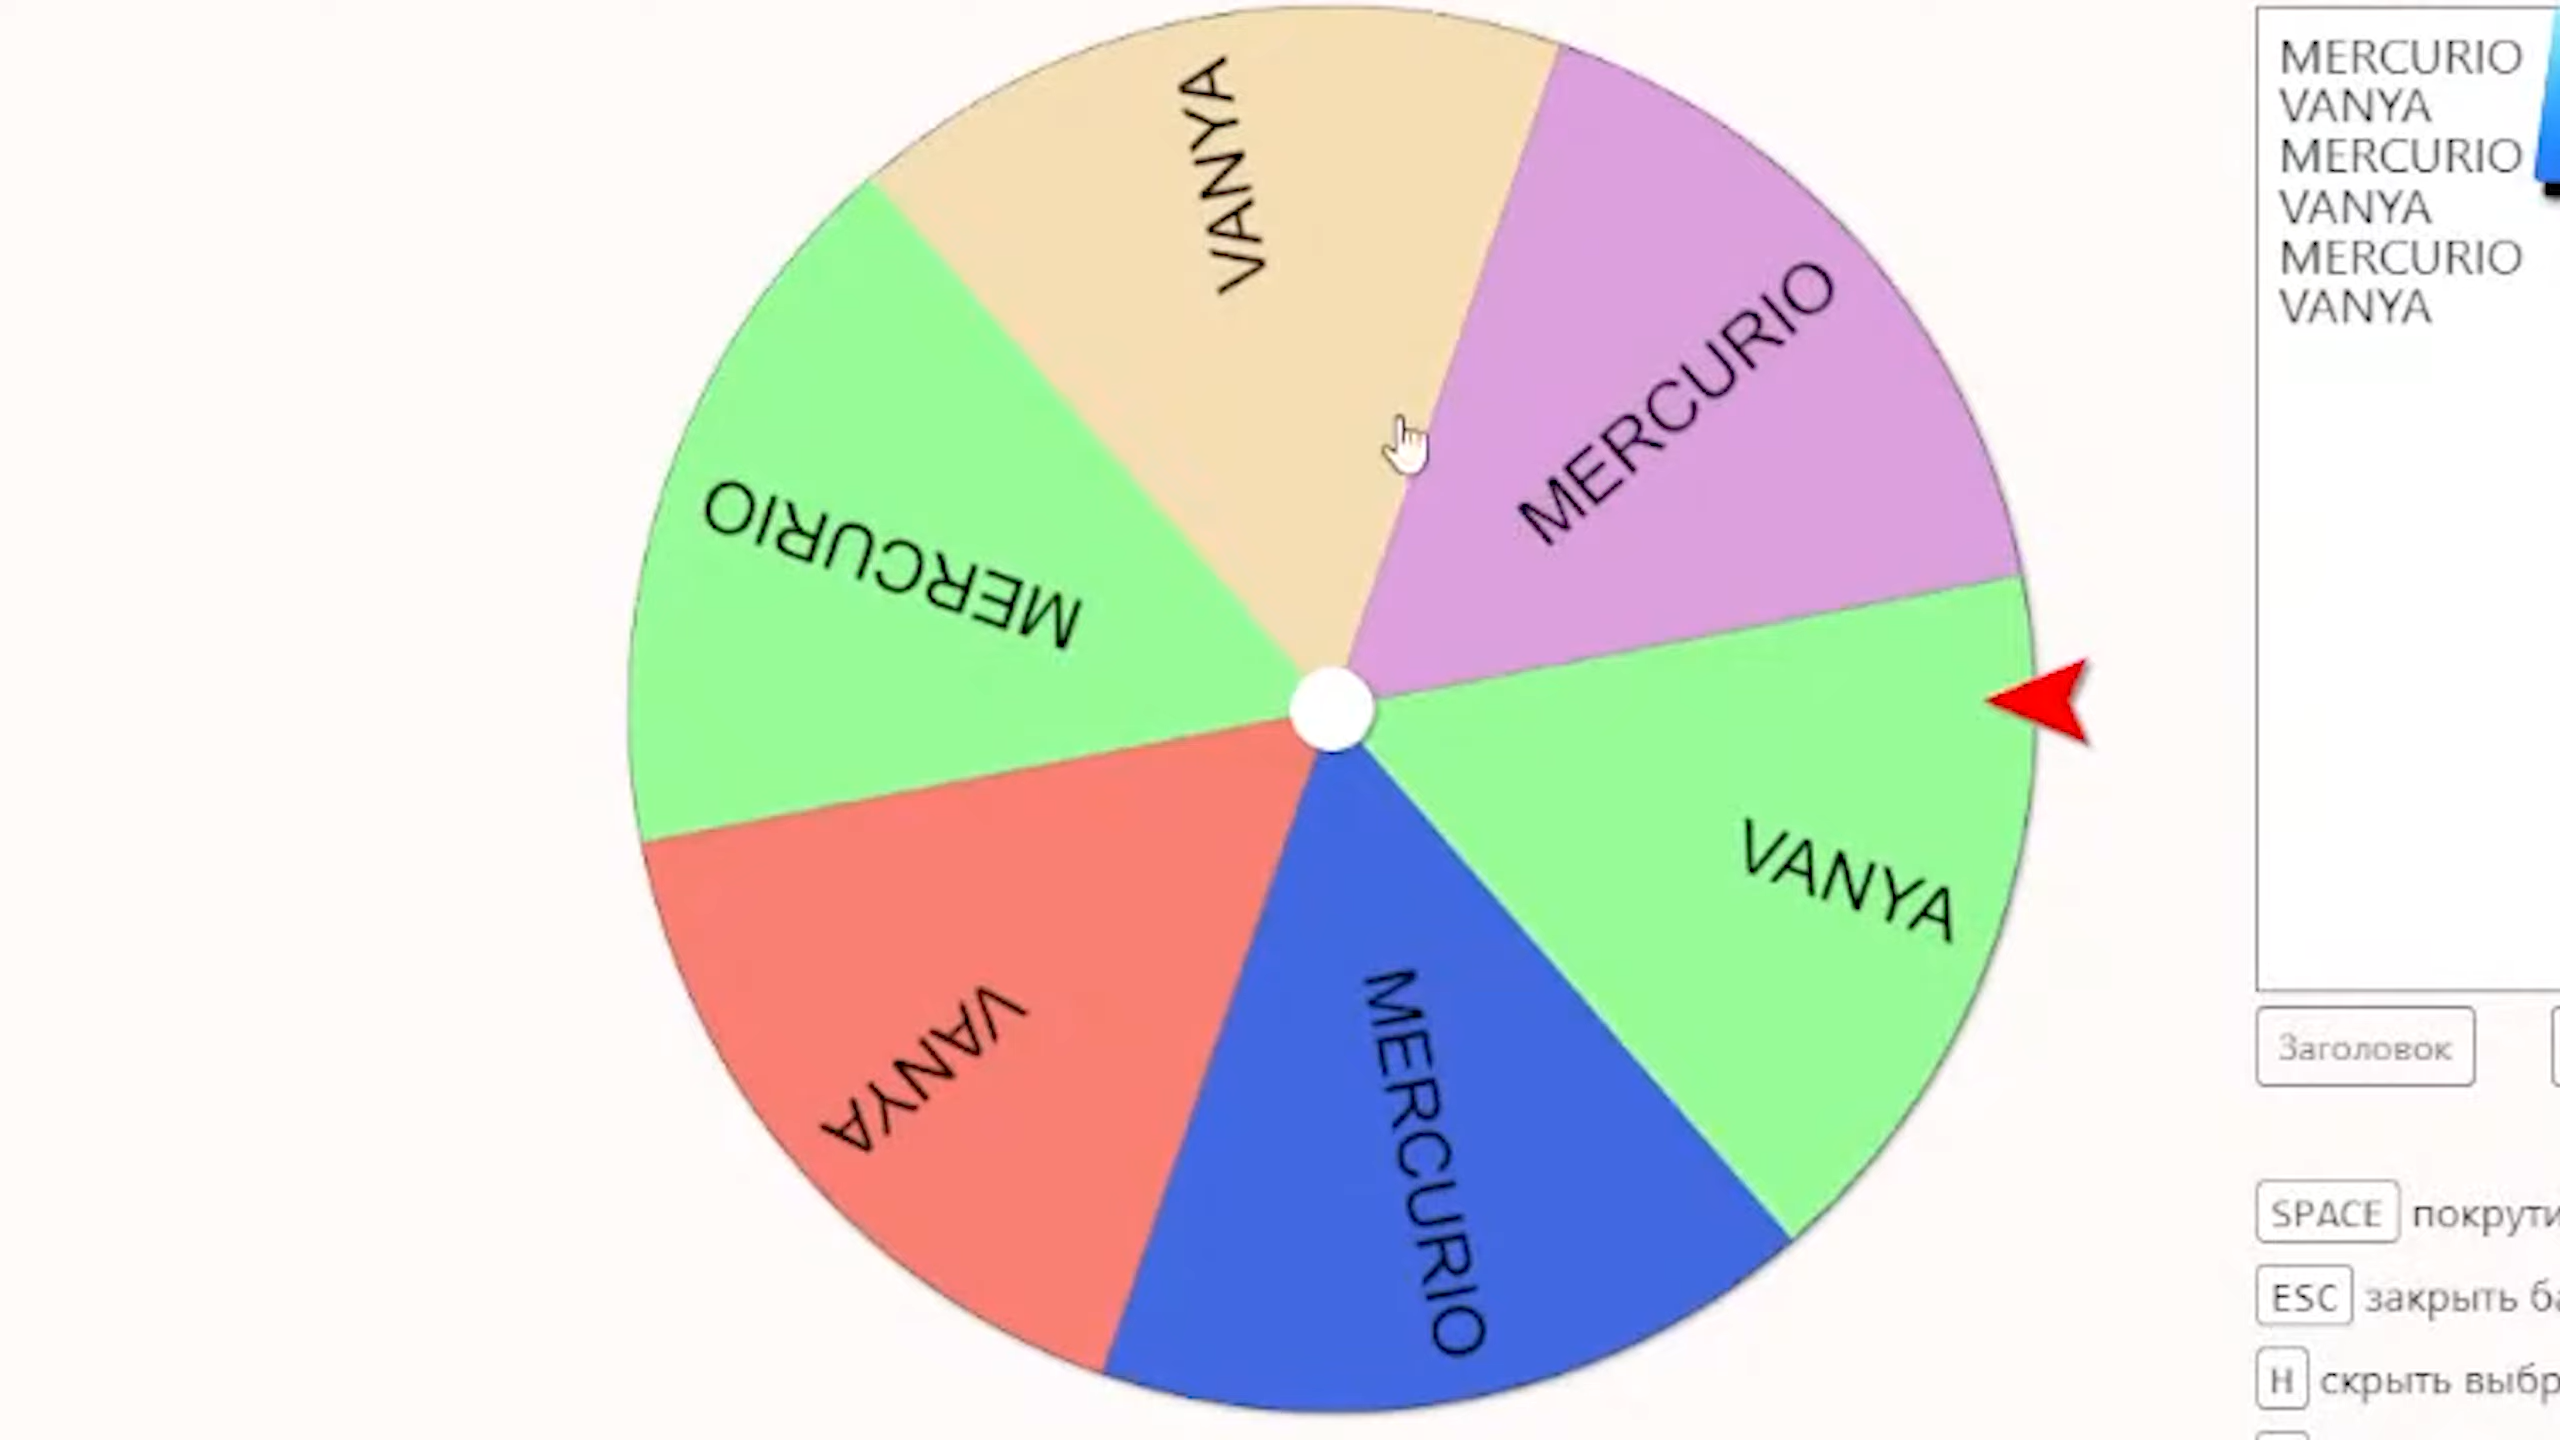 VANYA
MERCURIO
MERCURIO
VANYA
VANYA
MERCURIO
MERCURIO
VANYA
MERCURIO
VANYA
MERCURIO
VANYA
Заголовок
SPACE покрути
ESC закрыть ба
H скрыть выбр